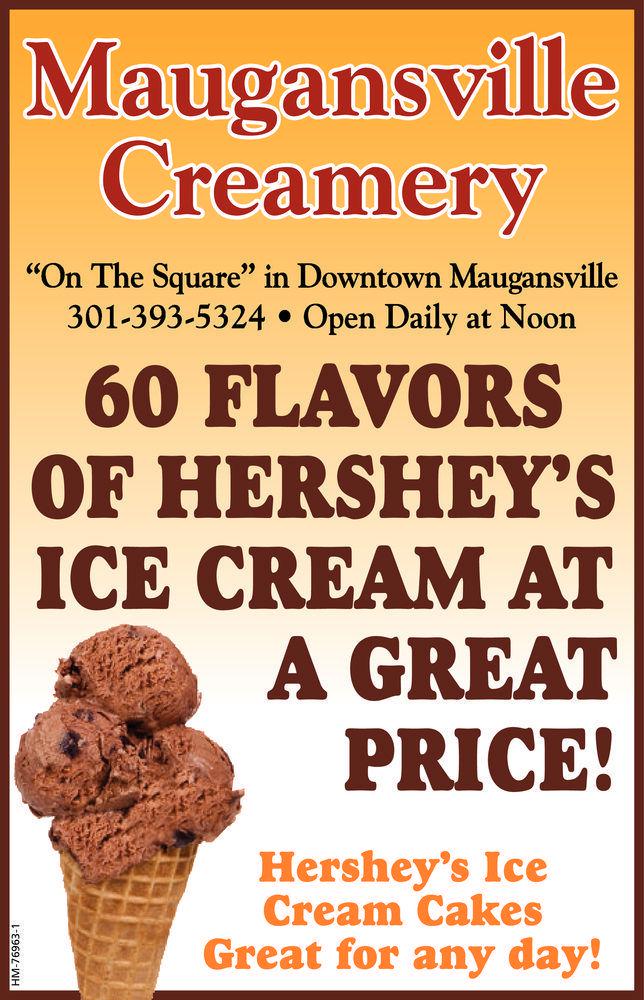 Maugansville
Creamery
“On The Square” in Downtown Maugansville
301-393-5324 • Open Daily at Noon
60 FLAVORS
OF HERSHEY’S
ICE CREAM AT
A GREAT
PRICE!
Hershey’s Ice
Cream Cakes
Great for any day!
HM-76963-1